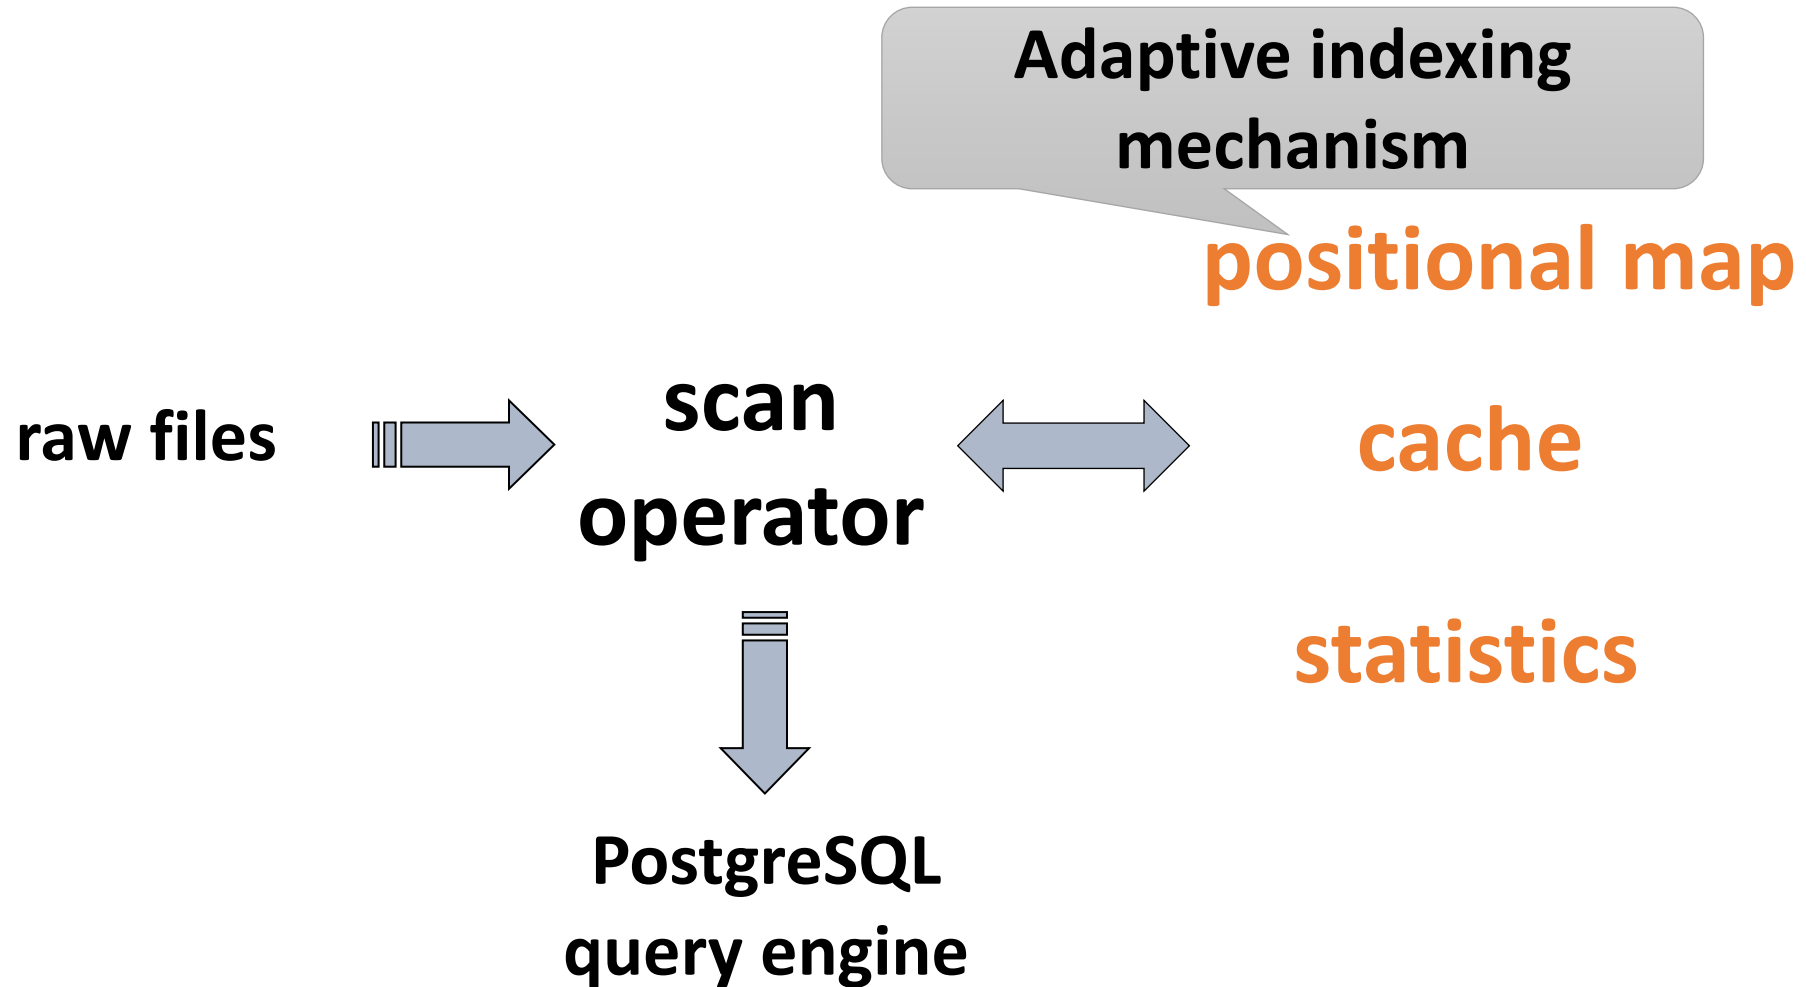 Adaptive indexing
mechanism
positional map
raw files
scan
operator
cache
statistics
PostgreSQL
query engine